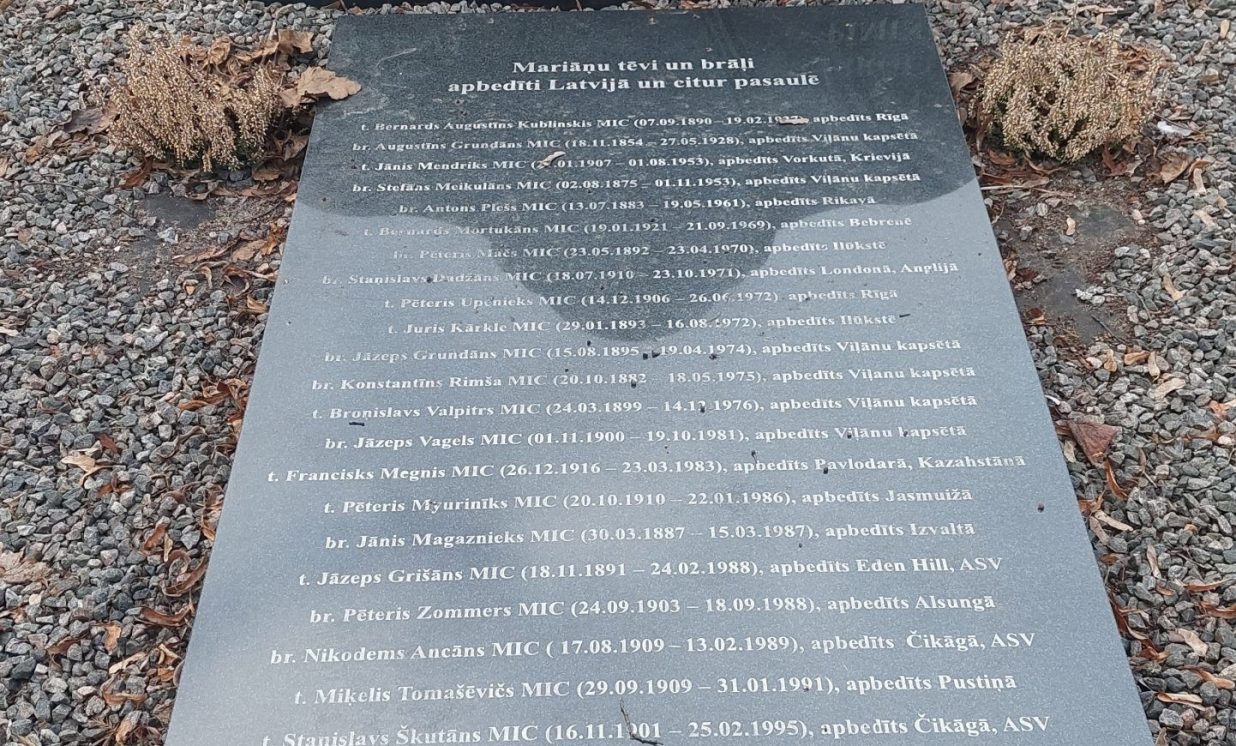 Mariāņu tēvi un brāļi
apbedīti Latvijā un citur pasaulē
t. Bernards Augustīns Kublinskis MIC (07.09.1890 – 19.02. apbedīts Rīgā
br. Augustīns Grundāns MIC (18.11.1854 – 27.05.1928), apbedīts Viļānu kapsētā
t. Jānis Mendriks MIC ( .01.1907 – 01.08.1953), apbedīts Vorkutā, Krievijā
br. Stefans Meikulāns MIC (02.08.1875 – 01.11.1953), apbedīts Viļānu kapsētā
br. Antons Plešs MIC (13.07.1883 – 19.05.1961), apbedīts Rikavā
t. Bernards Mortukāns MIC (19.01.1921 – 21.09.1969), apbedīts Bebrenē
br. Pēteris Mačs MIC (23.05.1892 – 23.04.1970), apbedīts Ilūkstē
br. Stanislavs Dudžāns MIC (18.07.1910 – 23.10.1971), apbedīts Londonā, Anglijā
t. Pēteris Upenieks MIC (14.12.1906 – 26.06.1972) apbedīts Rīgā
t. Juris Kārkle MIC (29.01.1893 – 16.08.1972), apbedīts Ilūkstē
br. Jāzeps Grundāns MIC (15.08.1895 – 19.04.1974), apbedīts Viļānu kapsētā
br. Konstantīns Rimša MIC (20.10.1882 – 18.05.1975), apbedīts Viļanu kapsētā
t. Bronislavs Valpitrs MIC (24.03.1899 – 14.12.1976), apbedīts Viļānu kapsētā
br. Jāzeps Vagels MIC (01.11.1900 – 19.10.1981), apbedīts Viļānu kapsētā
t. Francisks Megnis MIC (26.12.1916 – 23.03.1983), apbedīts Pavlodarā, Kazahstānā
t. Pēteris Myurinīks MIC (20.10.1910 – 22.01.1986), apbedīts Jasmuižā
br. Jānis Magaznieks MIC (30.03.1887 – 15.03.1987), apbedīts Izvaltā
t. Jāzeps Grišāns MIC (18.11.1891 – 24.02.1988), apbedīts Eden Hill, ASV
br. Pēteris Zommers MIC (24.09.1903 – 18.09.1988), apbedīts Alsungā
br. Nikodems Ancāns MIC ( 17.08.1909 – 13.02.1989), apbedīts Čikāgā, ASV
t. Miķelis Tomašēvičs MIC (29.09.1909 – 31.01.1991), apbedīts Pustiņā
t. Stanislavs Škutāns MIC (16.11.1901 – 25.02.1995), apbedīts Čikāgā, ASV